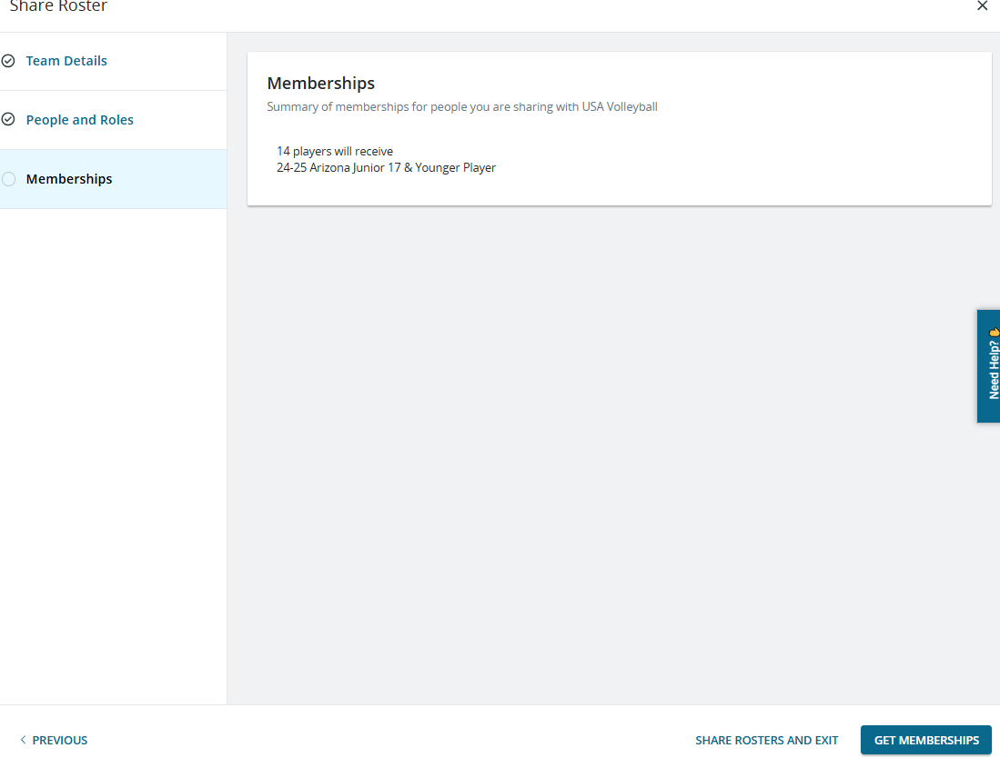 Share Roster
Team Details
People and Roles
Memberships
Memberships
Summary of memberships for people you are sharing with USA Volleyball
14 players will receive
24-25 Arizona Junior 17 & Younger Player
Need Help?
PREVIOUS
SHARE ROSTERS AND EXIT
GET MEMBERSHIPS